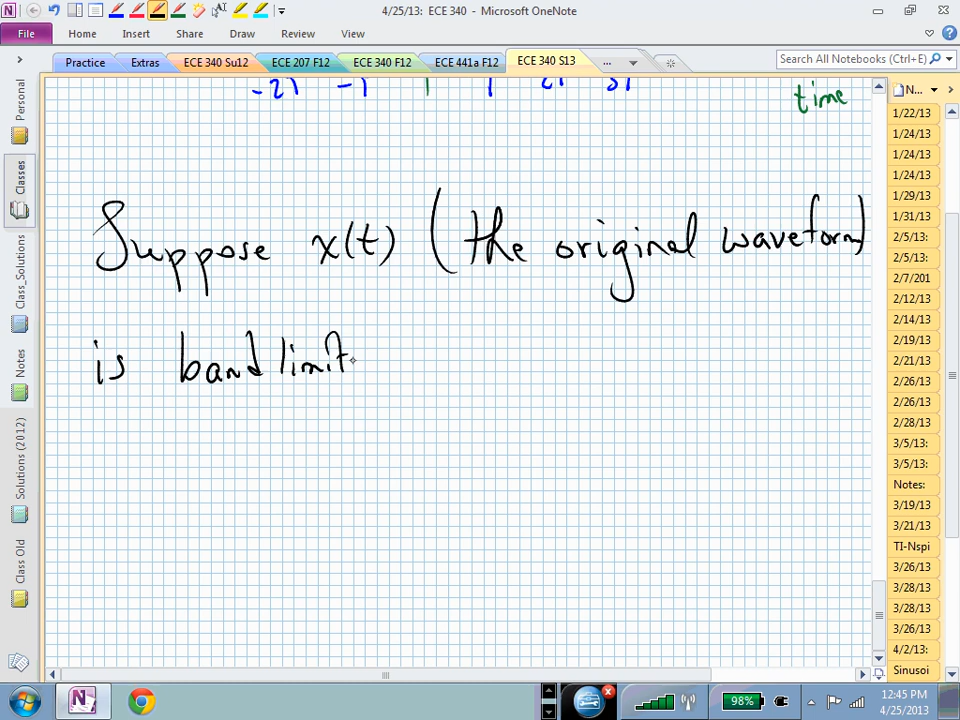 4/25/13: ECE 340 - Microsoft OneNote
File Home Insert Share Draw Review View
Practice Extras ECE 340 Su12 ECE 207 F12 ECE 340 F12 ECE 441a F12 ECE 340 S13 ... Search All Notebooks (Ctrl+E)
Personal
Classes
Class_Solutions
Notes
Solutions (2012)
Class Old
time
Suppose x(t) (the original waveform)
is band limit
N...
1/22/13
1/24/13
1/24/13
1/24/13
1/29/13
1/31/13
2/5/13:
2/5/13:
2/7/201
2/12/13
2/14/13
2/19/13
2/21/13
2/26/13
2/26/13
2/28/13
3/5/13:
3/5/13:
Notes:
3/19/13
3/21/13
TI-Nspi
3/26/13
3/28/13
3/28/13
3/26/13
4/2/13:
Sinusoi
98%
12:45 PM
4/25/2013